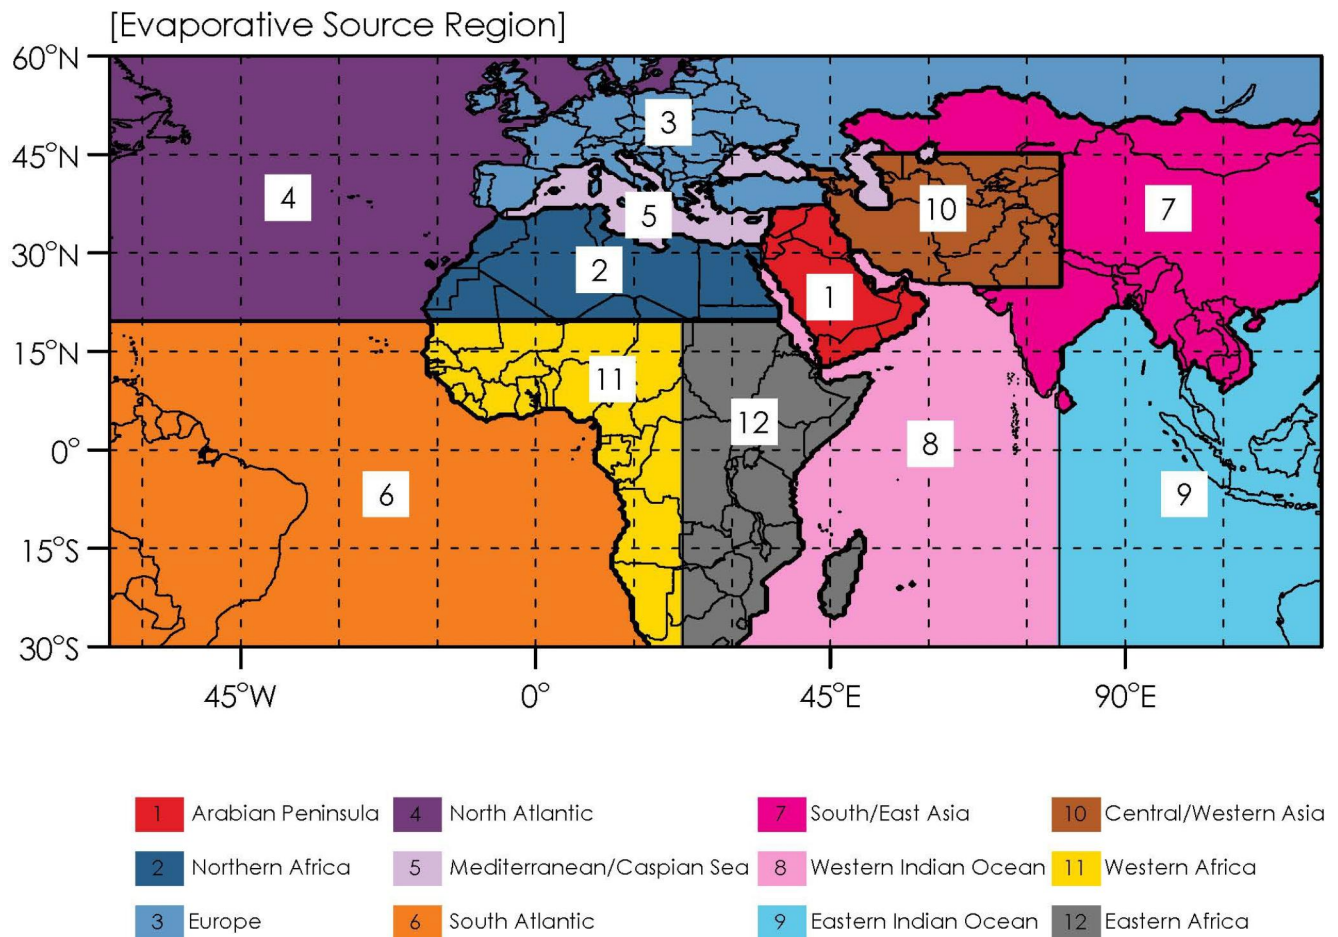 [Evaporative Source Region]
60°N
45°N
30°N
15°N
0°
15°S
30°S
45°W
0°
45°E
90°E
3
4
5
10
7
2
1
11
12
8
6
9
1 Arabian Peninsula
4 North Atlantic
7 South/East Asia
10 Central/Western Asia
2 Northern Africa
5 Mediterranean/Caspian Sea
8 Western Indian Ocean
11 Western Africa
3 Europe
6 South Atlantic
9 Eastern Indian Ocean
12 Eastern Africa